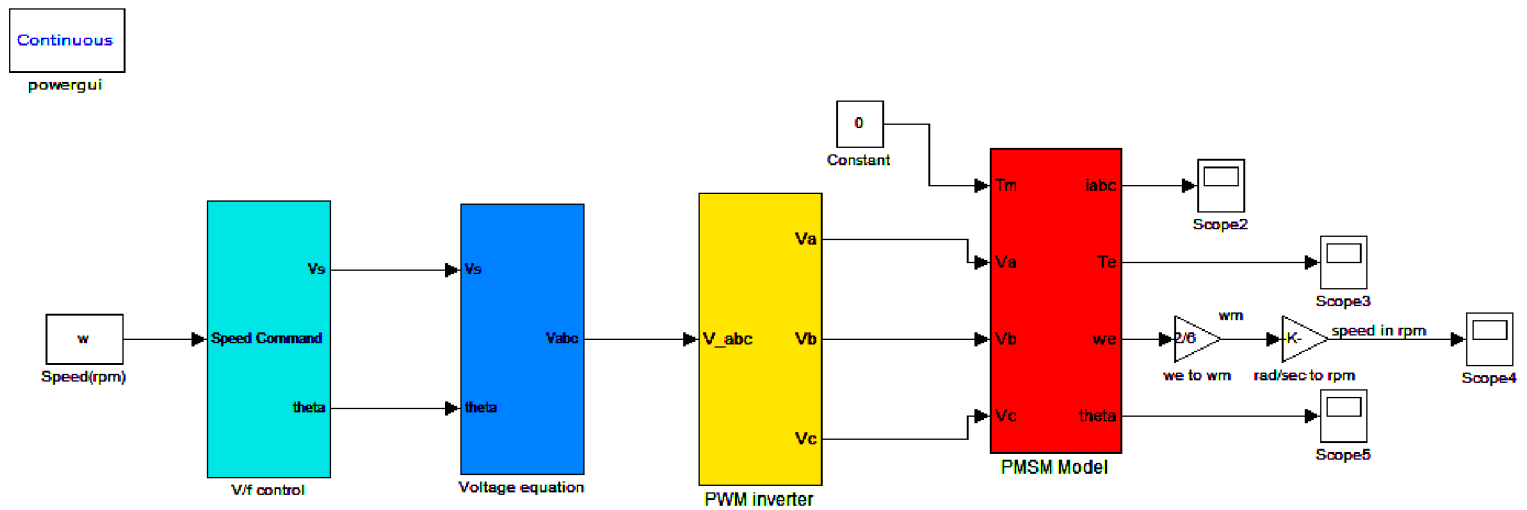 Continuous
powergui
0
Constant
Tm
iabc
Scope2
Va
Va
Te
Scope3
Vs
Vs
w
Speed(rpm)
Speed Command
Vabc
V_abc
Vb
Vb
we
2/6
we to wm
wm
-K-
rad/sec to rpm
speed in rpm
Scope4
theta
theta
Vc
Vc
theta
Scope5
V/f control
Voltage equation
PWM inverter
PMSM Model